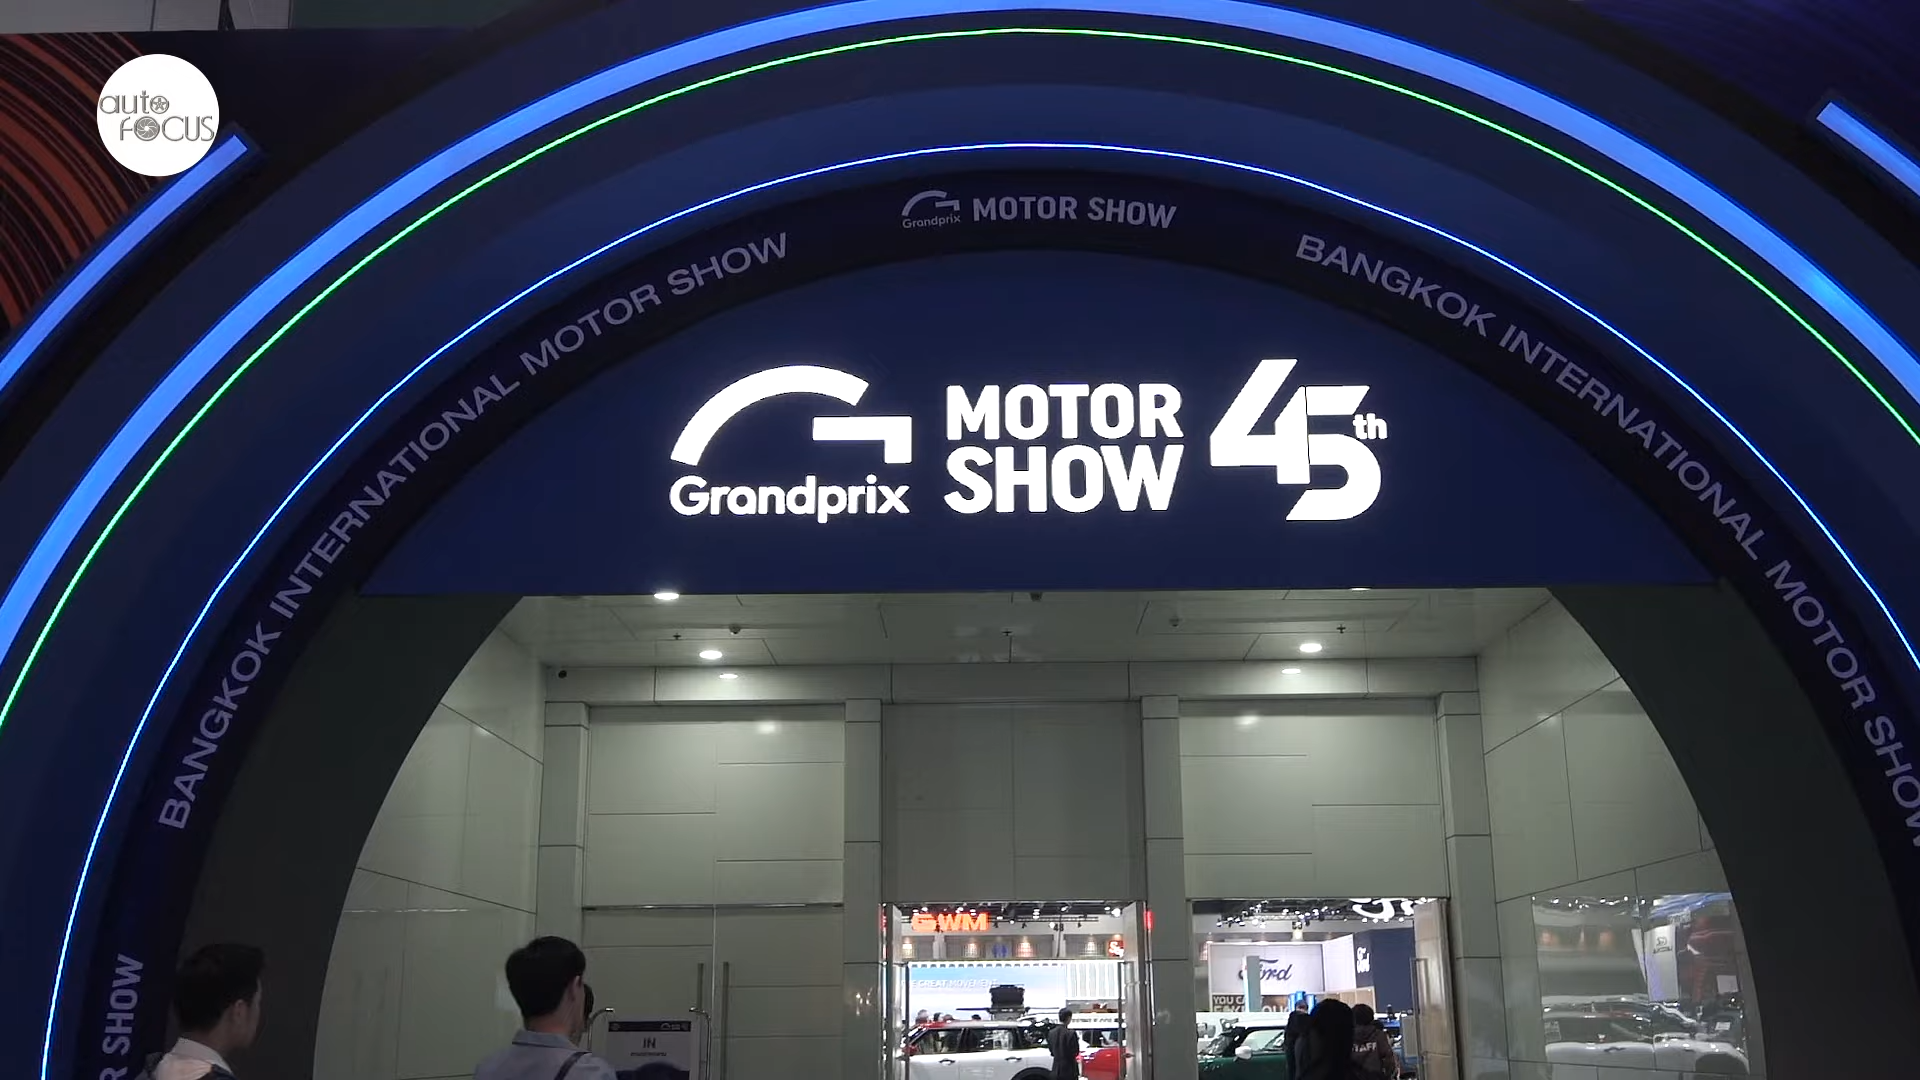 auto
FOCUS
Grandprix MOTOR SHOW
BANGKOK INTERNATIONAL MOTOR SHOW
BANGKOK INTERNATIONAL MOTOR SHOW
MOTOR
SHOW
45th
Grandprix
R SHOW
GWM
Ford
IN